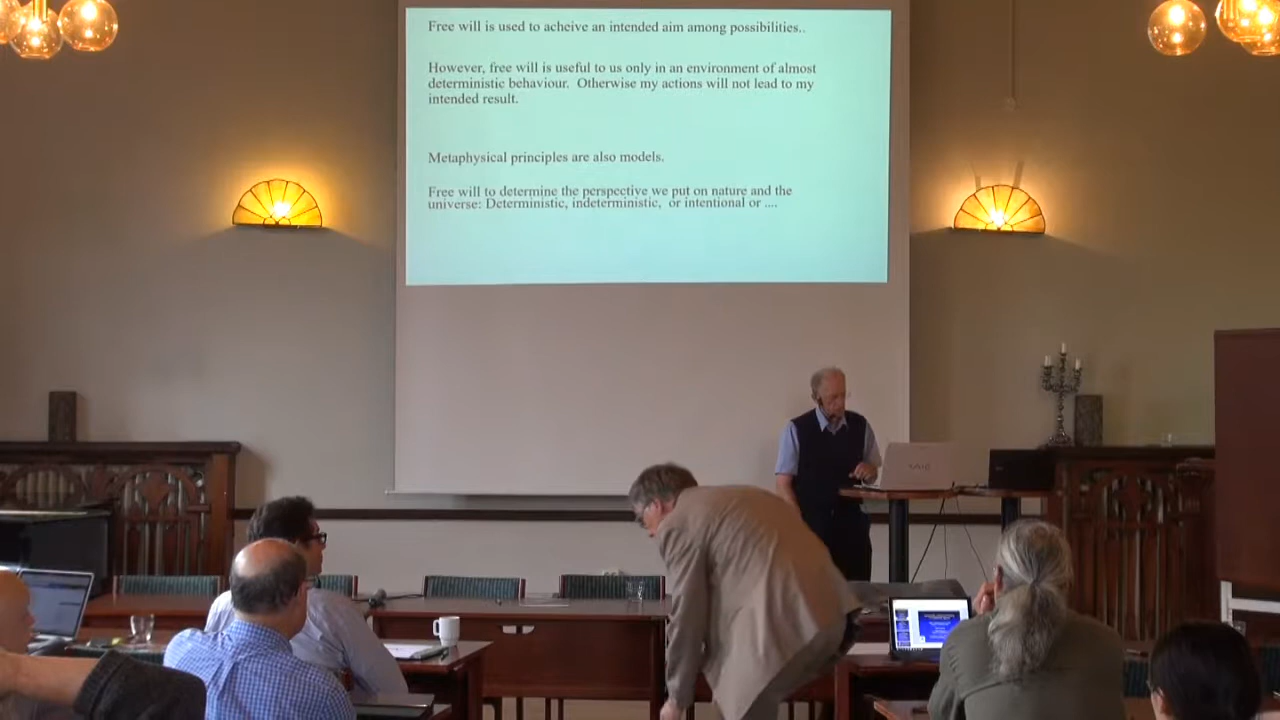 Free will is used to acheive an intended aim among possibilities..
However, free will is useful to us only in an environment of almost
deterministic behaviour. Otherwise my actions will not lead to my
intended result.
Metaphysical principles are also models.
Free will to determine the perspective we put on nature and the
universe: Deterministic, indeterministic, or intentional or ....
VAIO